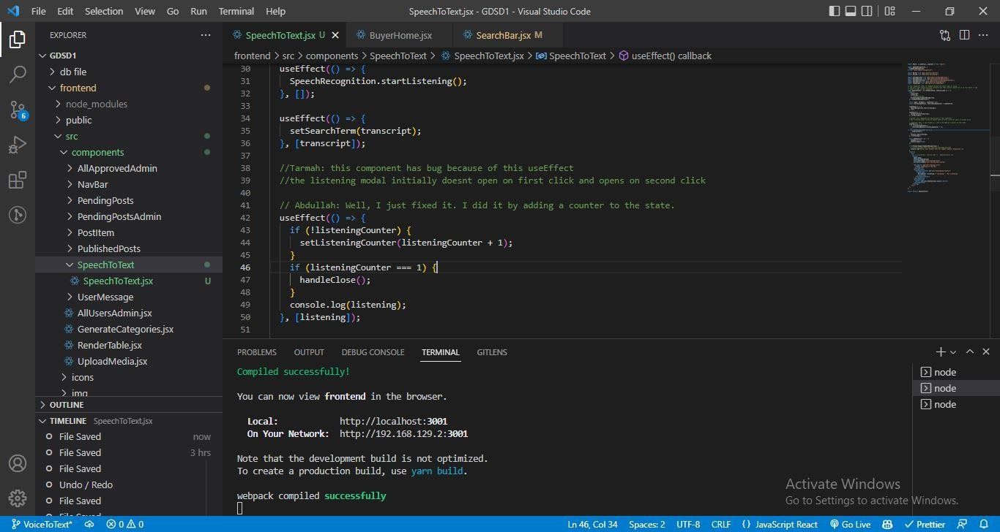 File Edit Selection View Go Run Terminal Help SpeechToText.jsx - GDSD1 - Visual Studio Code
EXPLORER
GDSD1
db file
frontend
node_modules
public
src
components
AllApprovedAdmin
NavBar
PendingPosts
PendingPostsAdmin
PostItem
PublishedPosts
SpeechToText
SpeechToText.jsx U
UserMessage
AllUsersAdmin.jsx
GenerateCategories.jsx
RenderTable.jsx
UploadMedia.jsx
icons
img
OUTLINE
TIMELINE SpeechToText.jsx
File Saved now
File Saved 3 hrs
File Saved
Undo / Redo
File Saved
File Saved
6
SpeechToText.jsx U BuyerHome.jsx SearchBar.jsx M
frontend > src > components > SpeechToText > SpeechToText.jsx > SpeechToText > useEffect() callback
30 useEffect(() => {
31 SpeechRecognition.startListening();
32 }, []);
33
34 useEffect(() => {
35 setSearchTerm(transcript);
36 }, [transcript]);
37
38 //Tarmah: this component has bug because of this useEffect
39 //the listening modal initially doesnt open on first click and opens on second click
40
41 // Abdullah: Well, I just fixed it. I did it by adding a counter to the state.
42 useEffect(() => {
43 if (!listeningCounter) {
44 setListeningCounter(listeningCounter + 1);
45 }
46 if (listeningCounter === 1) {
47 handleClose();
48 }
49 console.log(listening);
50 }, [listening]);
51
PROBLEMS OUTPUT DEBUG CONSOLE TERMINAL GITLENS
Compiled successfully!
You can now view frontend in the browser.
Local: http://localhost:3001
On Your Network: http://192.168.129.2:3001
Note that the development build is not optimized.
To create a production build, use yarn build.
webpack compiled successfully
node
node
node
Activate Windows
Go to Settings to activate Windows.
VoiceToText* 0 0 Ln 46, Col 34 Spaces: 2 UTF-8 CRLF {} JavaScript React Go Live Prettier